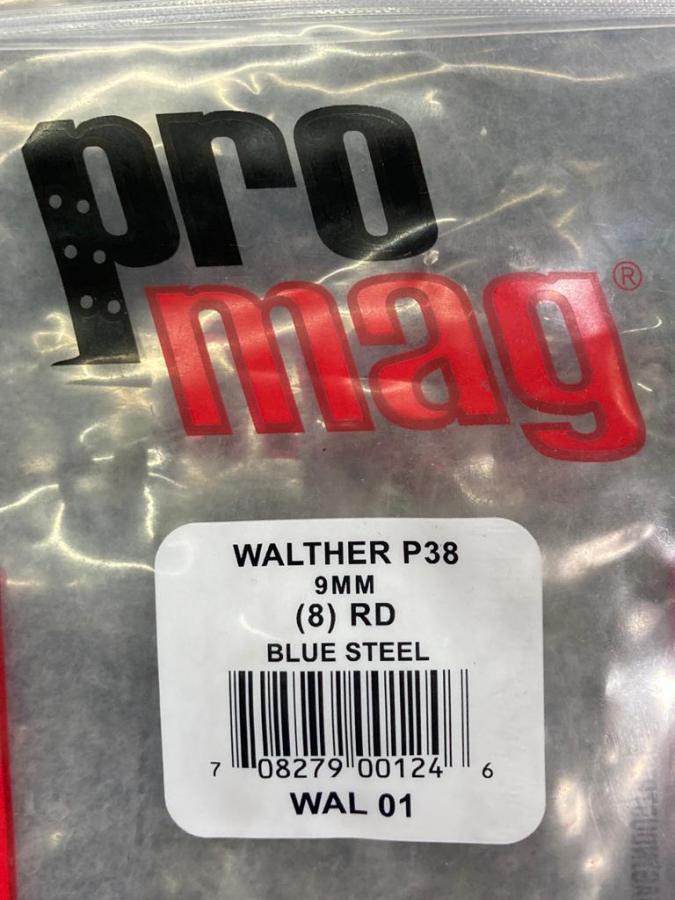 pro
mag®
WALTHER P38
9MM
(8) RD
BLUE STEEL
7 08279 00124 6
WAL 01